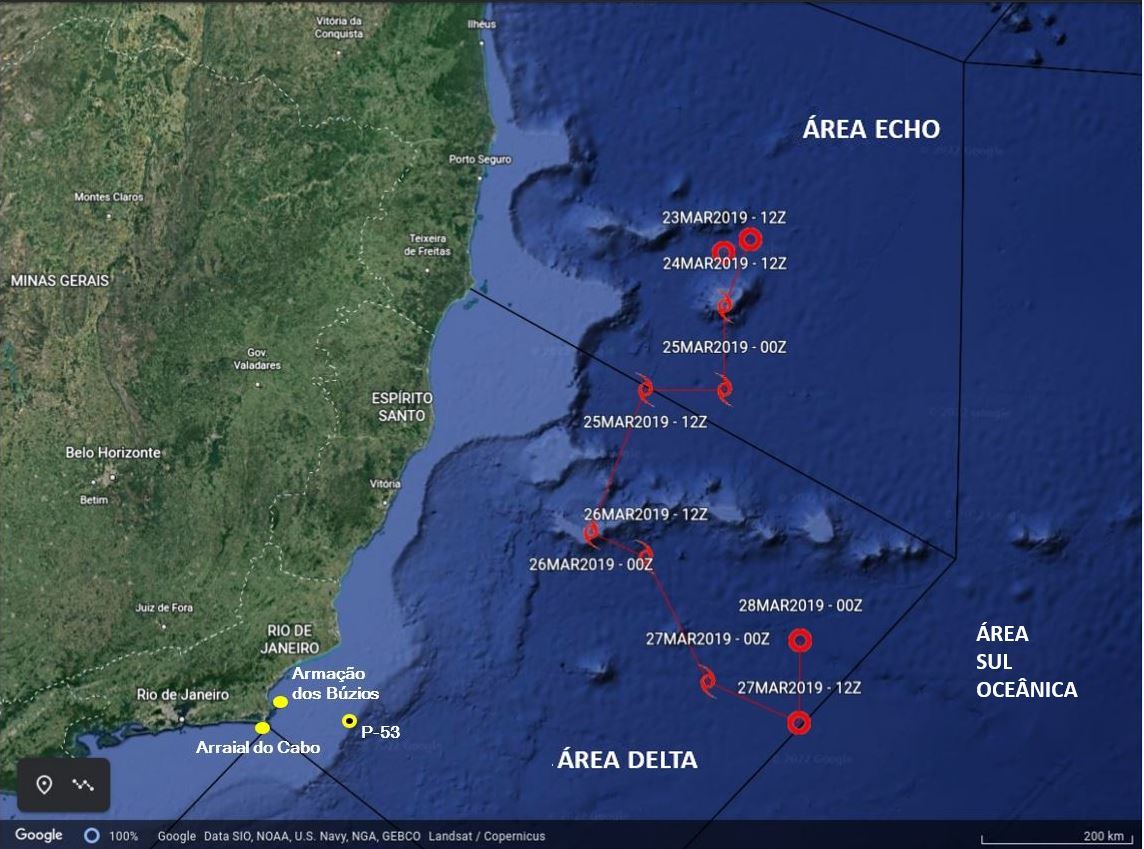 Vitória da
Conquista
Ilhéus
ÁREA ECHO
Porto Seguro
Montes Claros
23MAR2019 - 12Z
Teixeira
de Freitas
24MAR2019 - 12Z
MINAS GERAIS
25MAR2019 - 00Z
Gov
Valadares
ESPÍRITO
SANTO
25MAR2019 - 12Z
Belo Horizonte
Betim
Vitória
26MAR2019 - 12Z
26MAR2019 - 00Z
Juiz de Fora
28MAR2019 - 00Z
RIO DE
JANEIRO
27MAR2019 - 00Z
ÁREA
SUL
OCEÂNICA
Armação
dos Búzios
Rio de Janeiro
27MAR2019 - 12Z
P-53
Arraial do Cabo
ÁREA DELTA
Google
100%
Google Data SIO, NOAA, U.S. Navy, NGA, GEBCO Landsat / Copernicus
200 km